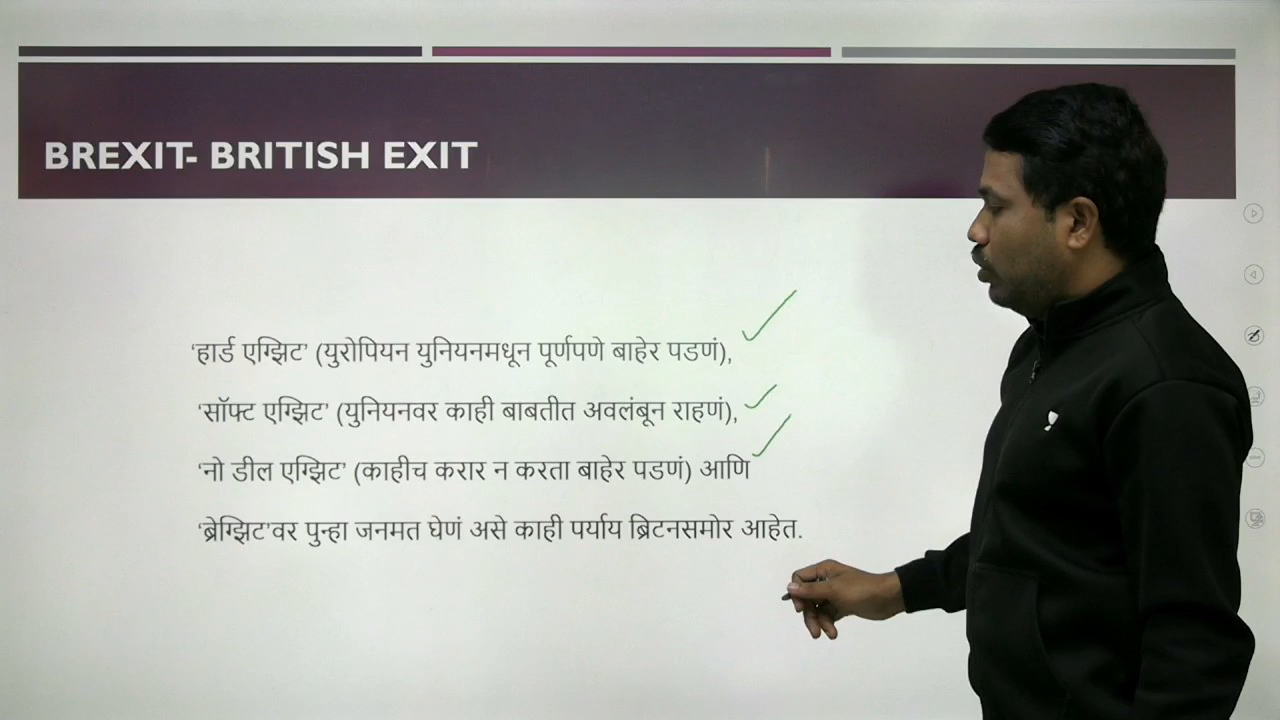 BREXIT- BRITISH EXIT
‘हार्ड एग्झिट’ (युरोपियन युनियनमधून पूर्णपणे बाहेर पडणं),
‘सॉफ्ट एग्झिट’ (युनियनवर काही बाबतीत अवलंबून राहणं),
‘नो डील एग्झिट’ (काहीच करार न करता बाहेर पडणं) आणि
‘ब्रेग्झिट’वर पुन्हा जनमत घेणं असे काही पर्याय ब्रिटनसमोर आहेत.